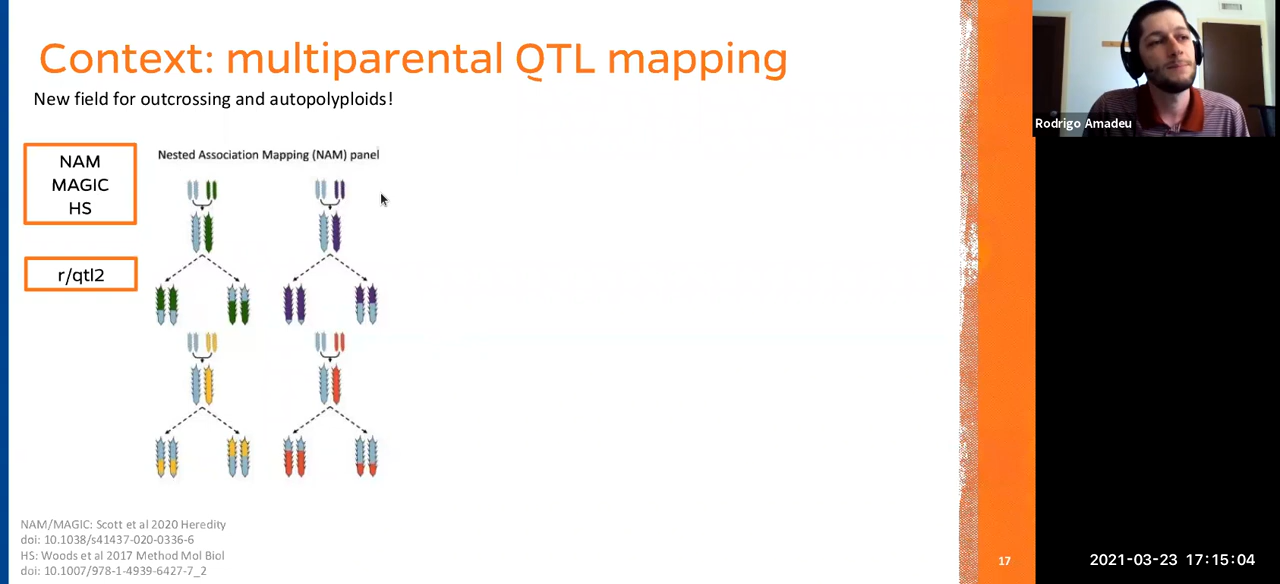 Context: multiparental QTL mapping
New field for outcrossing and autopolyploids!
NAM
MAGIC
HS
r/qtl2
Nested Association Mapping (NAM) panel
NAM/MAGIC: Scott et al 2020 Heredity
doi: 10.1038/s41437-020-0336-6
HS: Woods et al 2017 Method Mol Biol
doi: 10.1007/978-1-4939-6427-7_2
17
Rodrigo Amadeu
2021-03-23 17:15:04